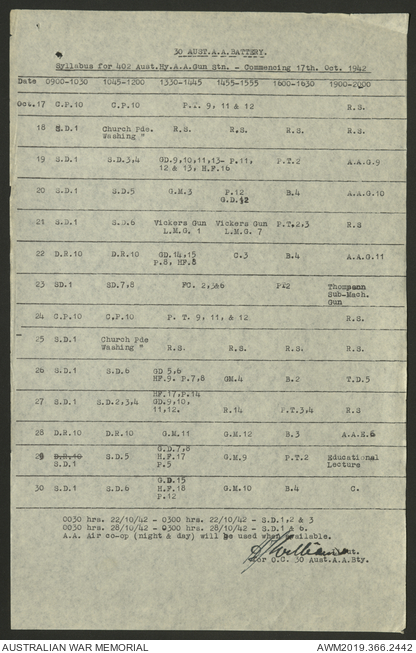 30 AUST.A.A.BATTERY.
Syllabus for 402 Aust.Hy.A.A.Gun Stn. - Commencing 17th. Oct. 1942
Date 0900-1030 1045-1200 1330-1445 1455-1555 1600-1630 1900-2000
Oct.17 C.P.10 C.P.10 P.T. 9, 11 & 12 R.S.
18 S.D.1 Church Pde. R.S. R.S. R.S. R.S.
Washing "
19 S.D.1 S.D.3,4 GD.9,10,11,13- P.11, P.T.2 A.A.G.9
12 & 13, H.F.16
20 S.D.1 S.D.5 G.M.3 P.12 B.4 A.A.G.10
G.D.12
21 S.D.1 S.D.6 Vickers Gun Vickers Gun P.T.2,3 R.S
L.M.G. 1 L.M.G. 7
22 D.R.10 D.R.10 GD.14,15 C.3 B.4 A.A.G.11
P.8, HF.8
23 SD.1 SD.7,8 FC. 2,3&6 PT2 Thompson
Sub-Mach.
Gun
24 C.P.10 C.P.10 P. T. 9, 11, & 12 R.S.
25 S.D.1 Church Pde R.S. R.S. R.S. R.S.
Washing "
26 S.D.1 S.D.6 GD 5,6 GM.4 B.2 T.D.5
HF.9. P.7,8
27 S.D.1 S.D.2,3,4 HF.17,P.14 R.14 P.T.3,4 R.S
GD.9,10,
11,12.
28 D.R.10 D.R.10 G.M.11 G.M.12 B.3 A.A.E.6
29 D.R.10 S.D.5 G.D.7,8 G.M.9 P.T.2 Educational
S.D.1 H.F.17 Lecture
P.5
30 S.D.1 S.D.6 G.D.15 G.M.10 B.4 C.
H.F.18
P.12
0030 hrs. 22/10/42 - 0300 hrs. 22/10/42 - S.D.1,2 & 3
0030 hrs. 28/10/42 - 0300 hrs. 28/10/42 - S.D.1 & 6.
A.A. Air co-op (night & day) will be used when available.
for O.C. 30 Aust.A.A.Bty.
AUSTRALIAN WAR MEMORIAL AWM2019.366.2442